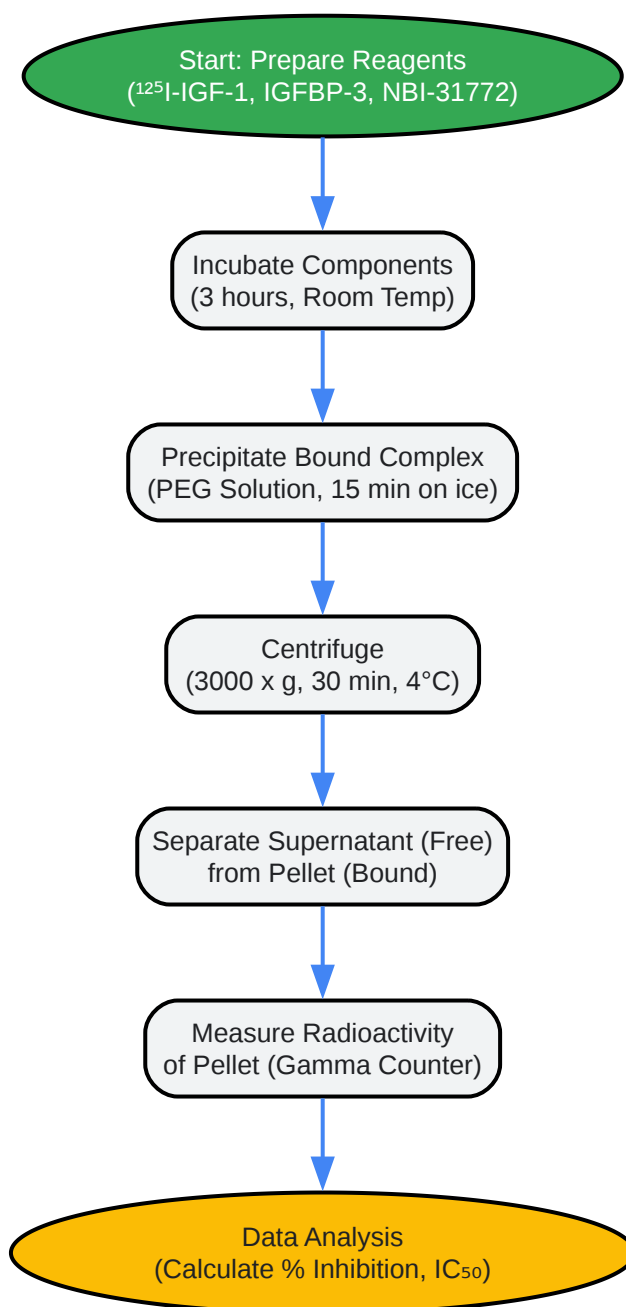 Start: Prepare Reagents
(¹²⁵I-IGF-1, IGFBP-3, NBI-31772)
Incubate Components
(3 hours, Room Temp)
Precipitate Bound Complex
(PEG Solution, 15 min on ice)
Centrifuge
(3000 x g, 30 min, 4°C)
Separate Supernatant (Free)
from Pellet (Bound)
Measure Radioactivity
of Pellet (Gamma Counter)
Data Analysis
(Calculate % Inhibition, IC₅₀)